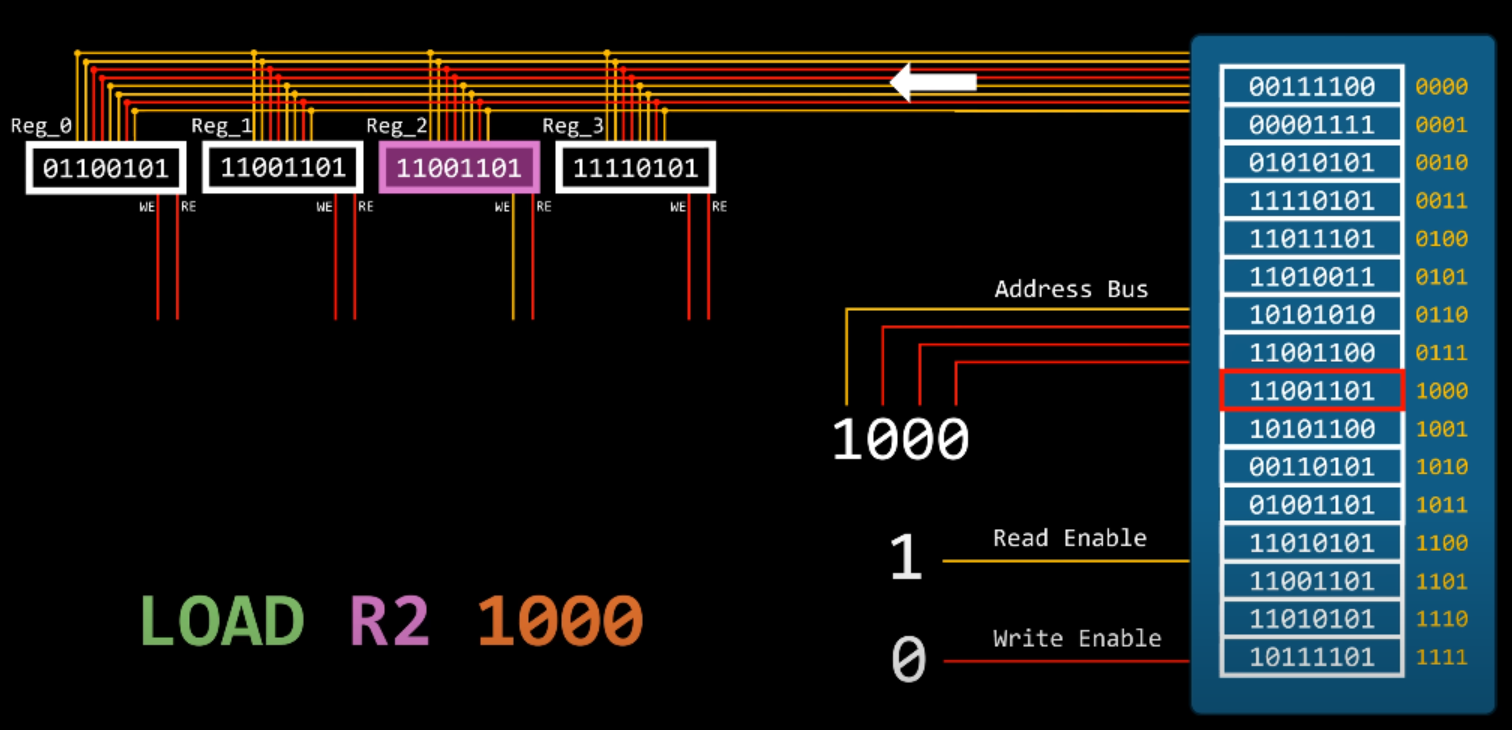 Reg_0 Reg_1 Reg_2 Reg_3
01100101 11001101 11001101 11110101
WE RE WE RE WE RE WE RE
00111100 0000
00001111 0001
01010101 0010
11110101 0011
11011101 0100
11010011 0101
10101010 0110
11001100 0111
11001101 1000
10101100 1001
00110101 1010
01001101 1011
11010101 1100
11001101 1101
11010101 1110
10111101 1111
Address Bus
1000
1 Read Enable
0 Write Enable
LOAD R2 1000